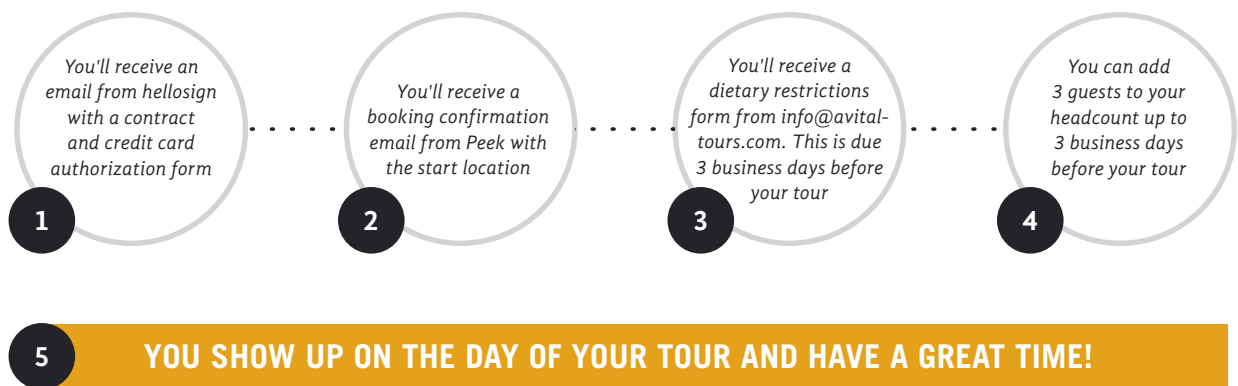 You'll receive an
email from hellosign
with a contract
and credit card
authorization form
1
You'll receive a
booking confirmation
email from Peek with
the start location
2
You'll receive a
dietary restrictions
form from info@avital-
tours.com. This is due
3 business days before
your tour
3
You can add
3 guests to your
headcount up to
3 business days
before your tour
4
5
YOU SHOW UP ON THE DAY OF YOUR TOUR AND HAVE A GREAT TIME!